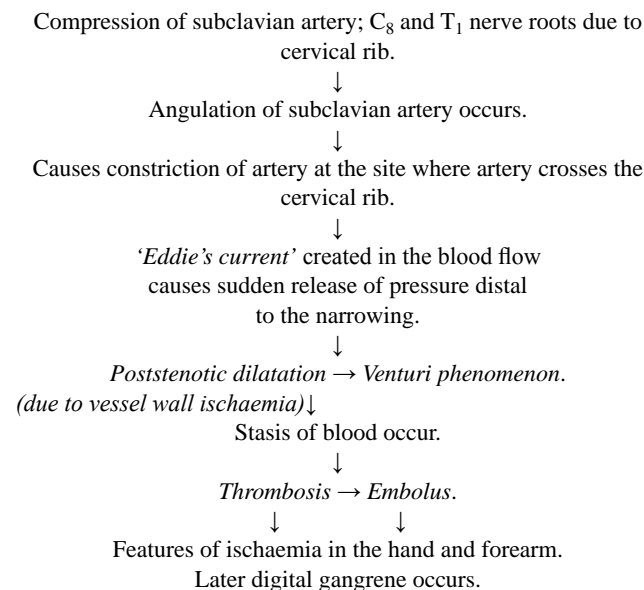 Compression of subclavian artery; C₈ and T₁ nerve roots due to
cervical rib.
↓
Angulation of subclavian artery occurs.
↓
Causes constriction of artery at the site where artery crosses the
cervical rib.
↓
‘Eddie’s current’ created in the blood flow
causes sudden release of pressure distal
to the narrowing.
↓
Poststenotic dilatation → Venturi phenomenon.
(due to vessel wall ischaemia)↓
Stasis of blood occur.
↓
Thrombosis → Embolus.
↓ ↓
Features of ischaemia in the hand and forearm.
Later digital gangrene occurs.